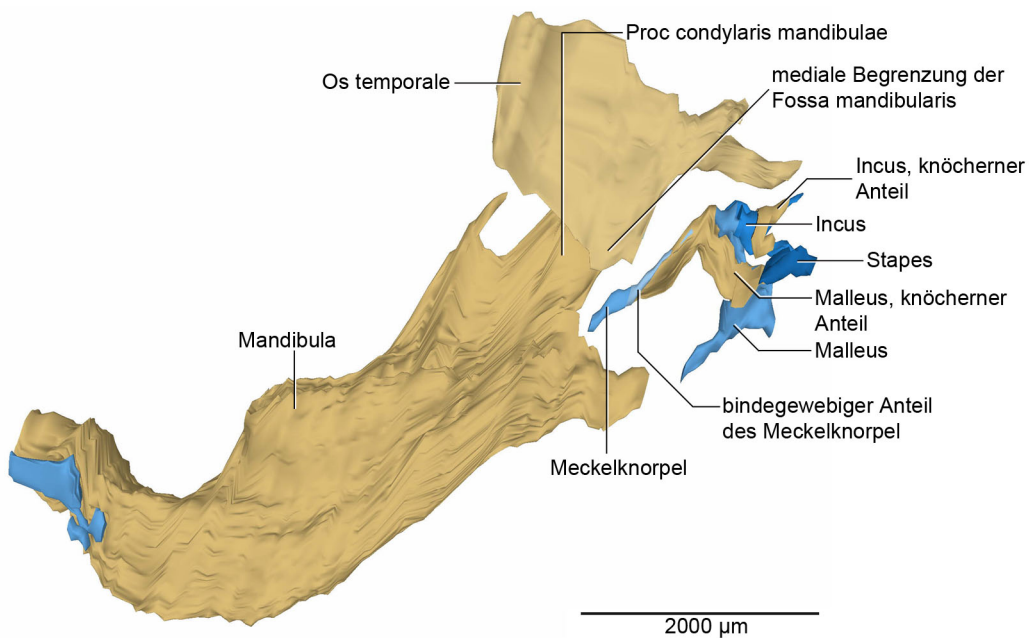 Proc condylaris mandibulae
Os temporale
mediale Begrenzung der
Fossa mandibularis
Incus, knöcherner
Anteil
Incus
Stapes
Malleus, knöcherner
Anteil
Mandibula
Malleus
bindegewebiger Anteil
des Meckelknorpel
Meckelknorpel
2000 µm